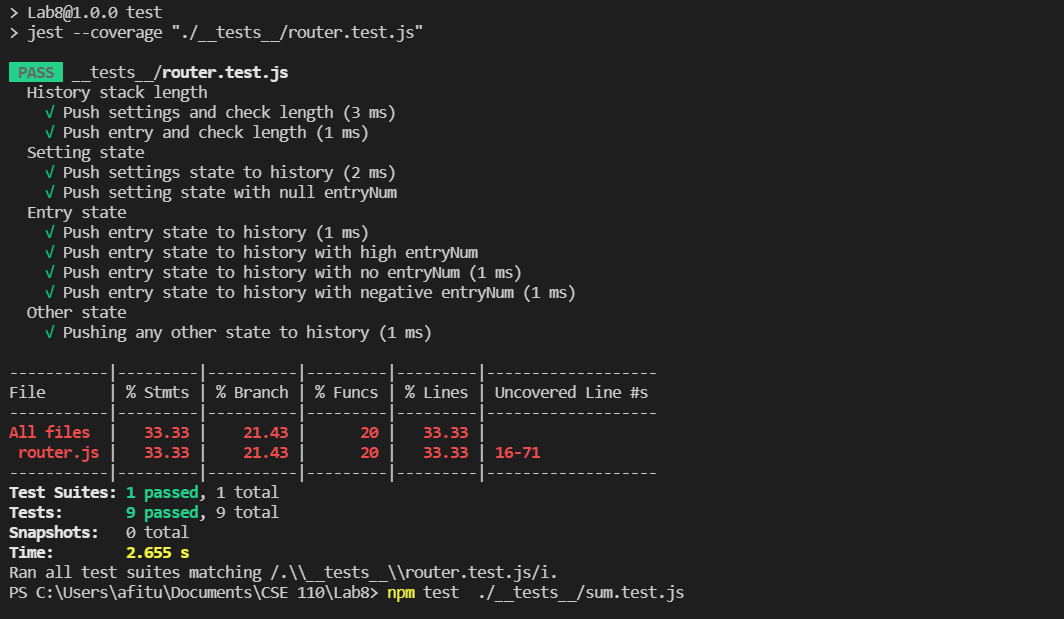 > Lab8@1.0.0 test
> jest --coverage "./__tests__/router.test.js"
PASS __tests__/router.test.js
History stack length
√ Push settings and check length (3 ms)
√ Push entry and check length (1 ms)
Setting state
√ Push settings state to history (2 ms)
√ Push setting state with null entryNum
Entry state
√ Push entry state to history (1 ms)
√ Push entry state to history with high entryNum
√ Push entry state to history with no entryNum (1 ms)
√ Push entry state to history with negative entryNum (1 ms)
Other state
√ Pushing any other state to history (1 ms)
-----------|---------|----------|---------|---------|-------------------
File       | % Stmts | % Branch | % Funcs | % Lines | Uncovered Line #s
-----------|---------|----------|---------|---------|-------------------
All files  |   33.33 |    21.43 |      20 |   33.33 |
 router.js |   33.33 |    21.43 |      20 |   33.33 | 16-71
-----------|---------|----------|---------|---------|-------------------
Test Suites: 1 passed, 1 total
Tests:       9 passed, 9 total
Snapshots:   0 total
Time:        2.655 s
Ran all test suites matching /.\\__tests__\\router.test.js/i.
PS C:\Users\afitu\Documents\CSE 110\Lab8> npm test  ./__tests__/sum.test.js